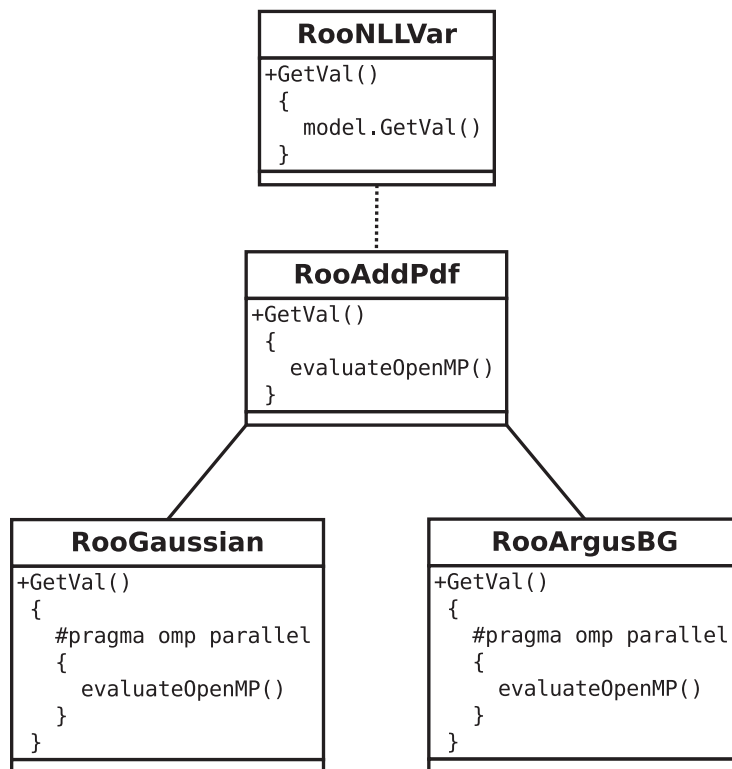 RooNLLVar
+GetVal()
{
model.GetVal()
}
RooAddPdf
+GetVal()
{
evaluateOpenMP()
}
RooGaussian
+GetVal()
{
#pragma omp parallel
{
evaluateOpenMP()
}
}
RooArgusBG
+GetVal()
{
#pragma omp parallel
{
evaluateOpenMP()
}
}